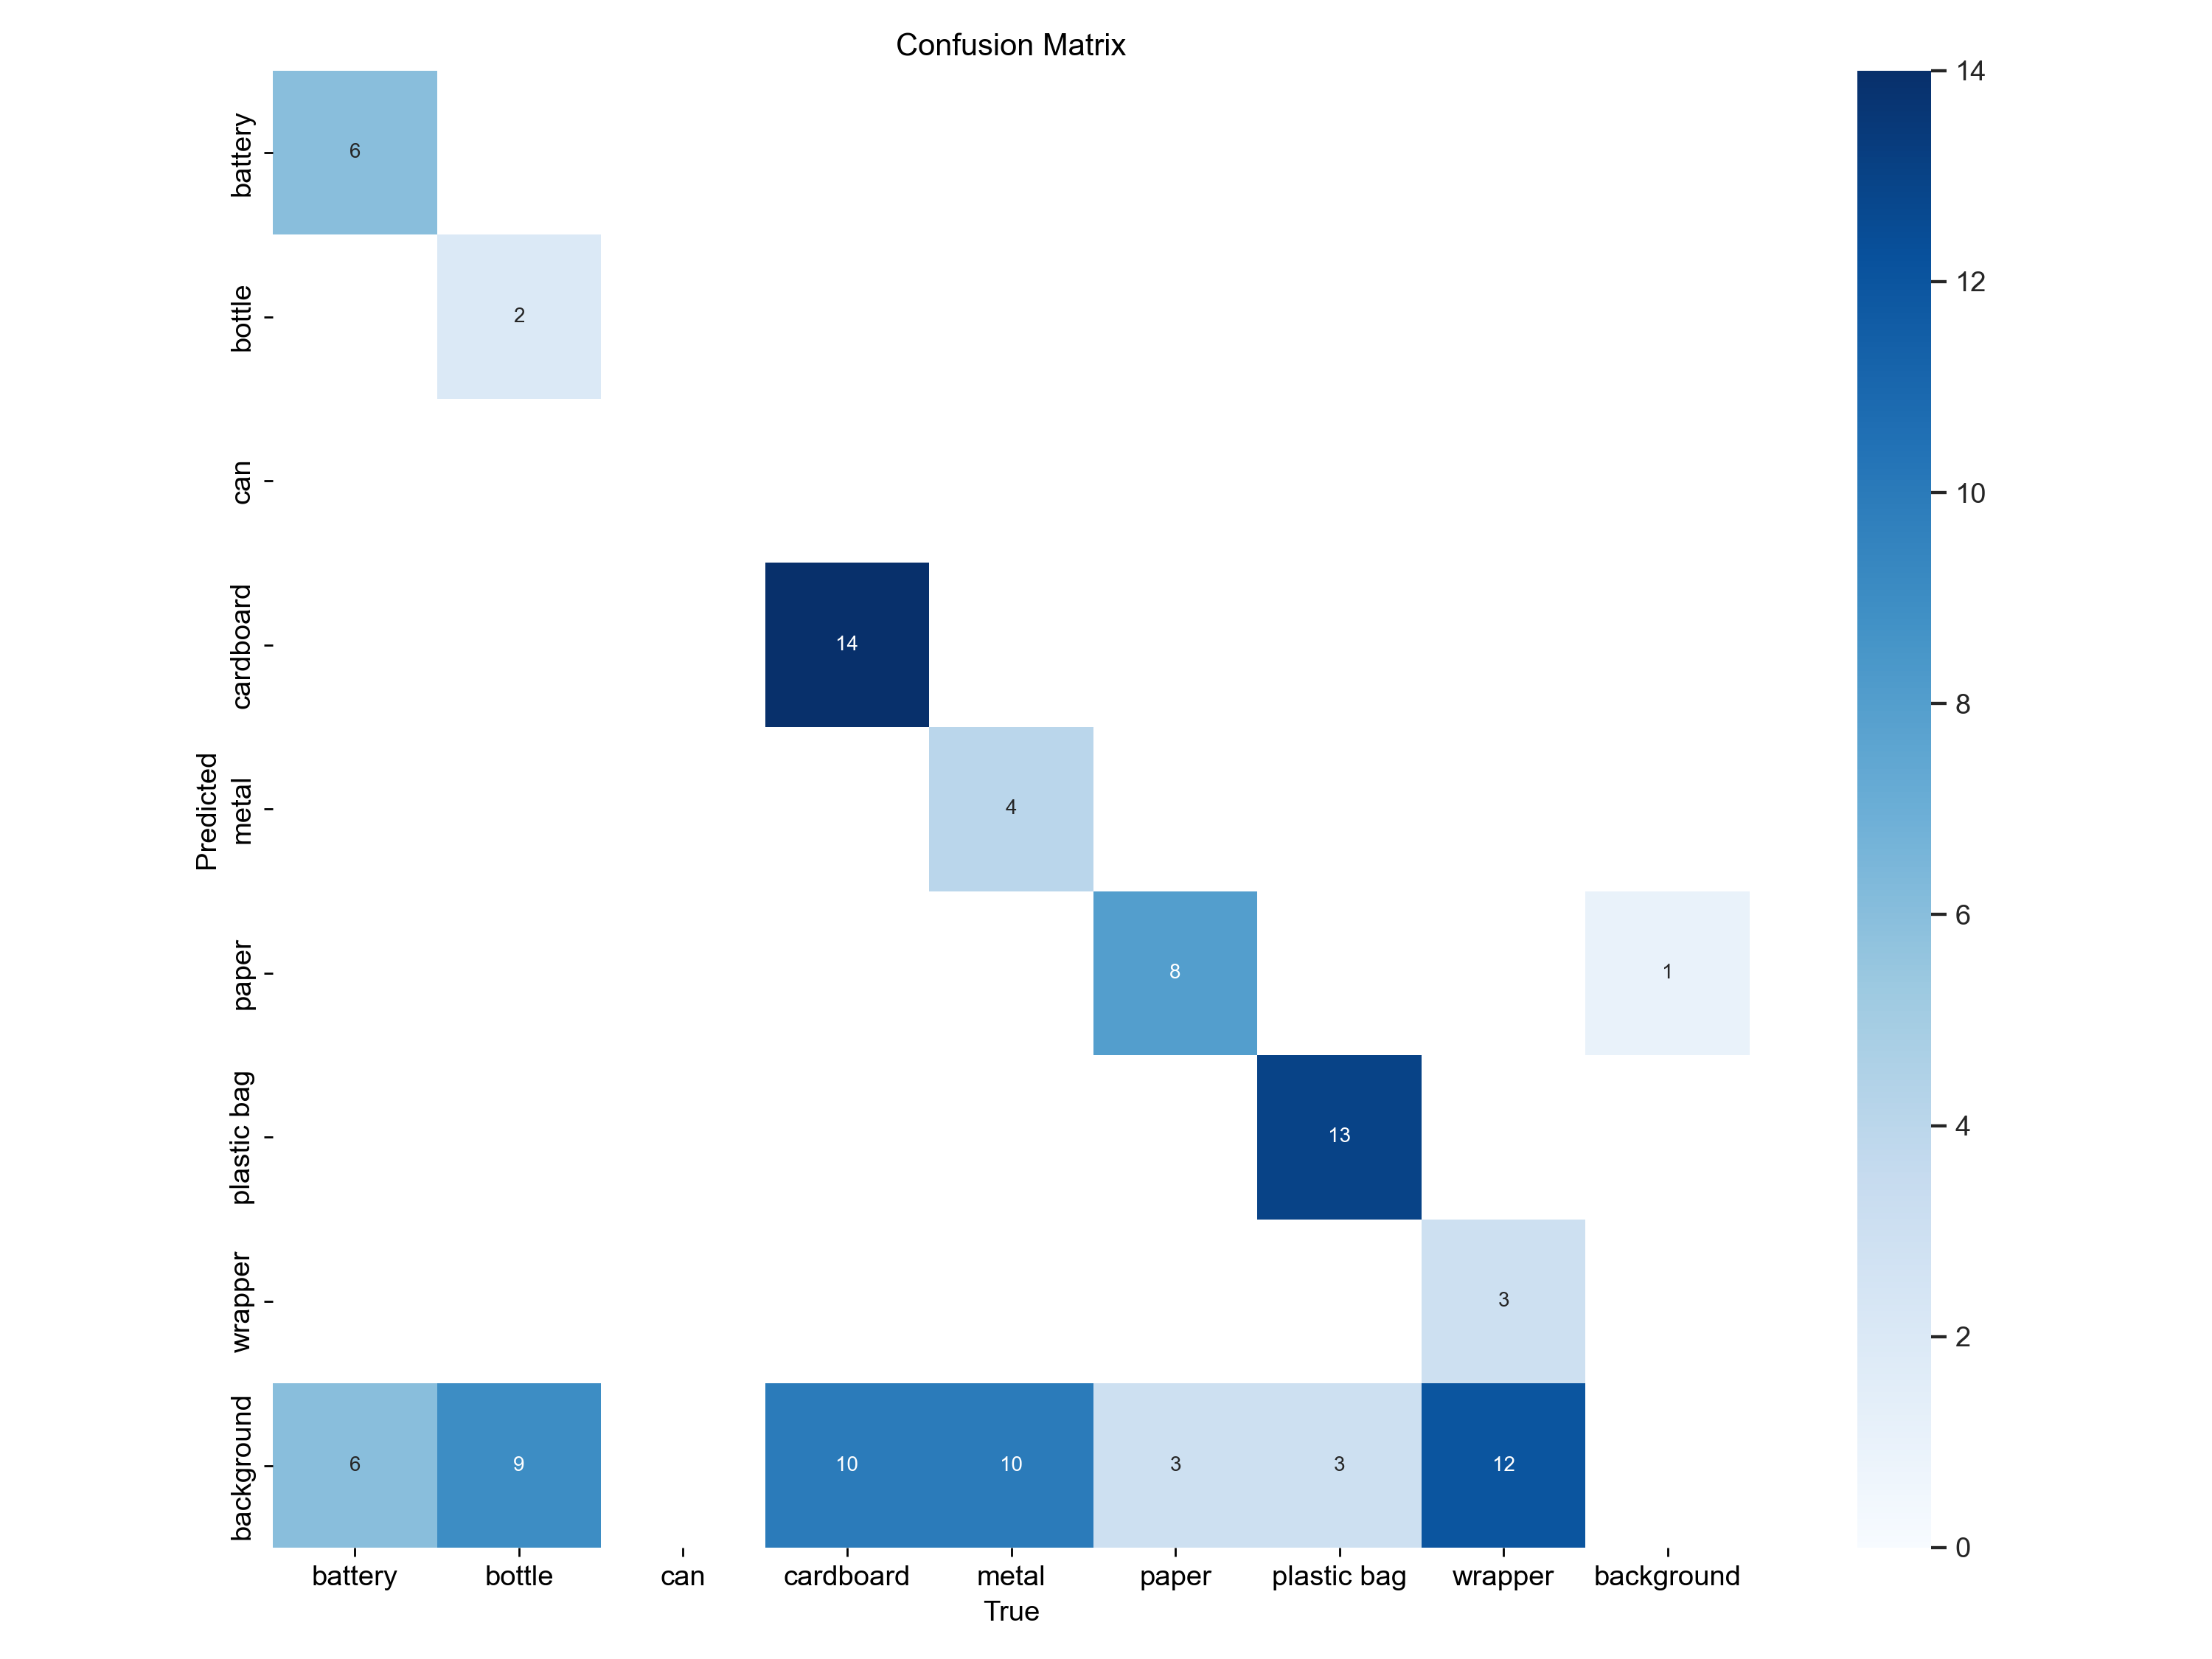 Confusion Matrix
battery
bottle
can
cardboard
metal
paper
plastic bag
wrapper
background
Predicted
6
2
14
4
8 1
13
3
6 9 10 10 3 3 12
battery bottle can cardboard metal paper plastic bag wrapper background
True
14
12
10
8
6
4
2
0